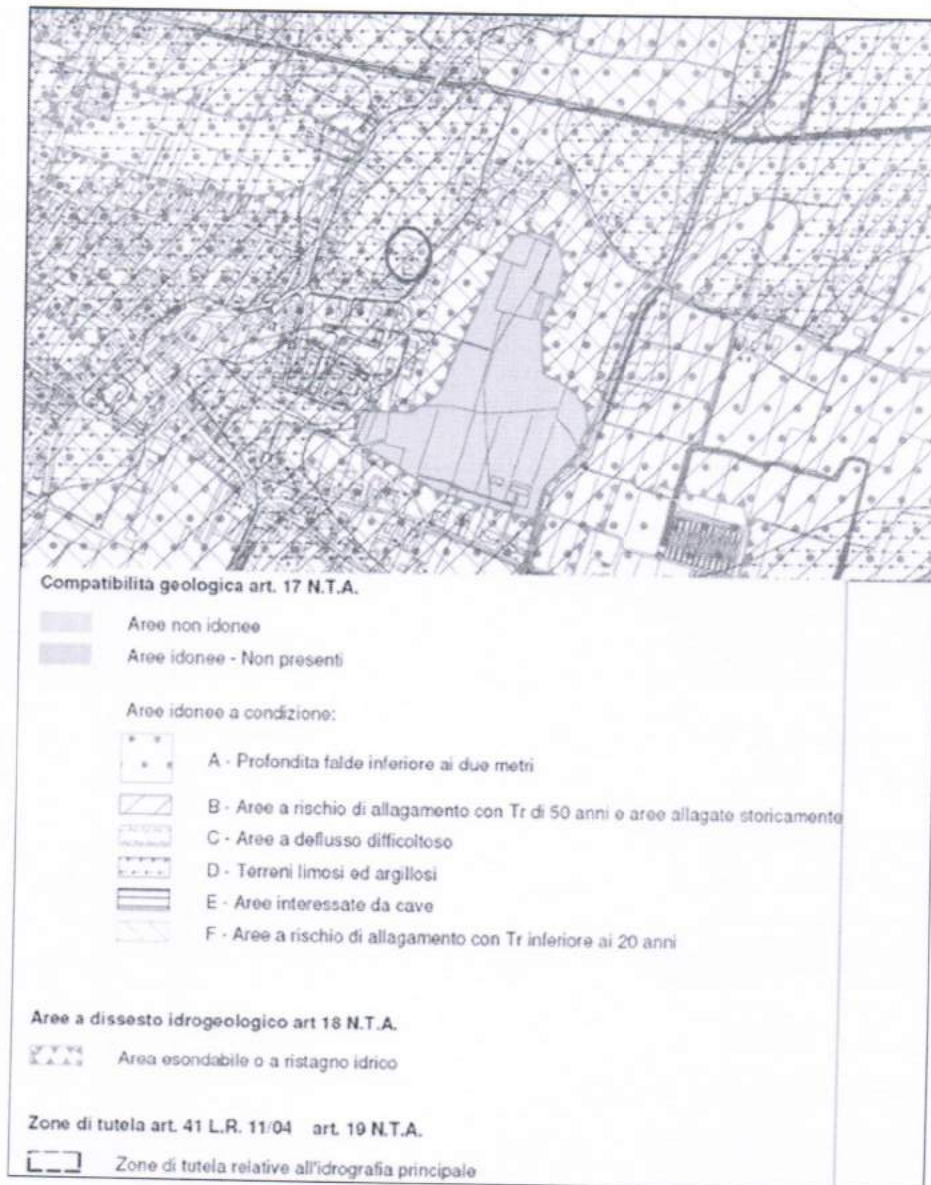 Compatibilità geologica art. 17 N.T.A.
Aree non idonee
Aree idonee - Non presenti
Aree idonee a condizione:
A - Profondita falde inferiore ai due metri
B - Aree a rischio di allagamento con Tr di 50 anni e aree allagate storicamente
C - Aree a deflusso difficoltoso
D - Terreni limosi ed argillosi
E - Aree interessate da cave
F - Aree a rischio di allagamento con Tr inferiore ai 20 anni
Aree a dissesto idrogeologico art 18 N.T.A.
Area esondabile o a ristagno idrico
Zone di tutela art. 41 L.R. 11/04 art. 19 N.T.A.
Zone di tutela relative all'idrografia principale